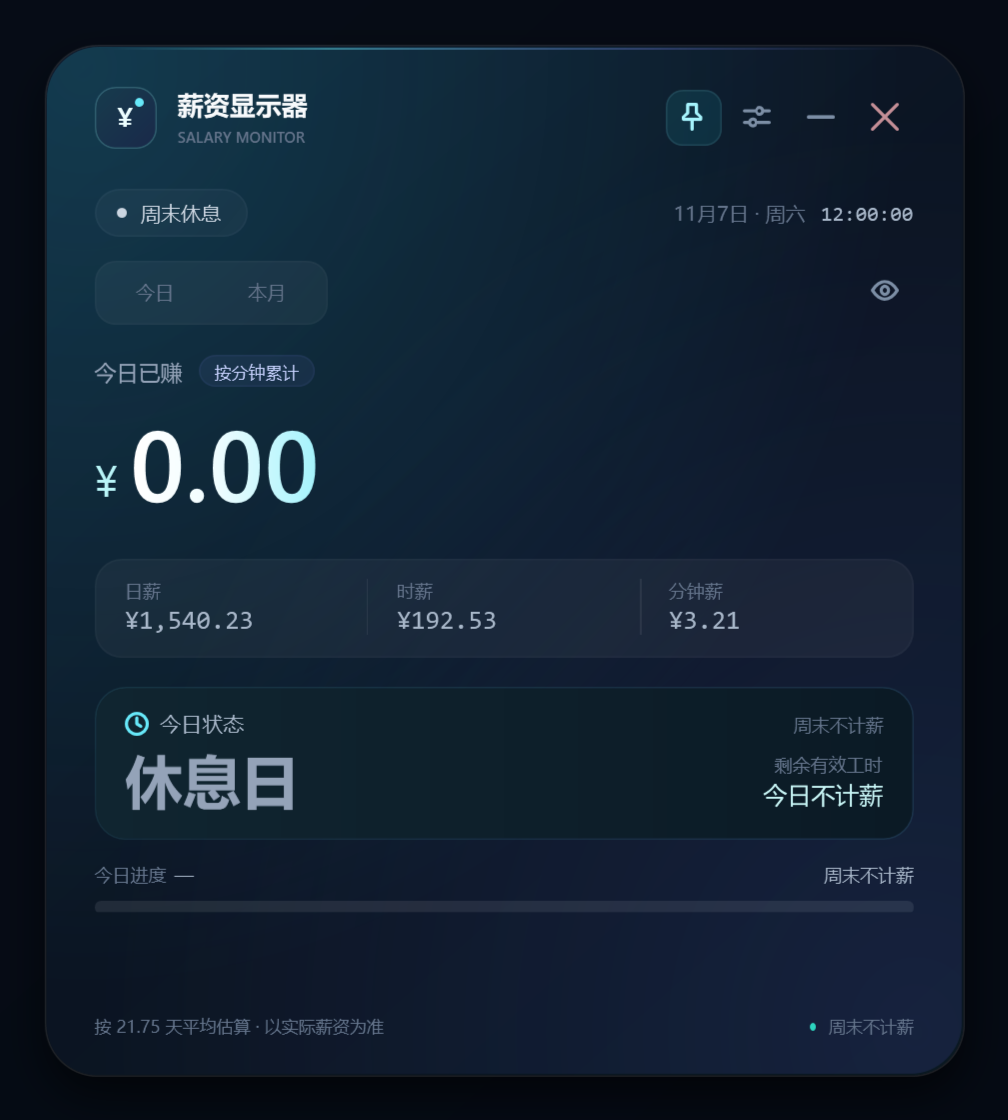 ¥
薪资显示器
SALARY MONITOR
周末休息
11月7日 · 周六 12:00:00
今日 本月
今日已赚 按分钟累计
¥ 0.00
日薪 时薪 分钟薪
¥1,540.23 ¥192.53 ¥3.21
今日状态 周末不计薪
休息日
剩余有效工时
今日不计薪
今日进度 — 周末不计薪
按 21.75 天平均估算 · 以实际薪资为准 周末不计薪